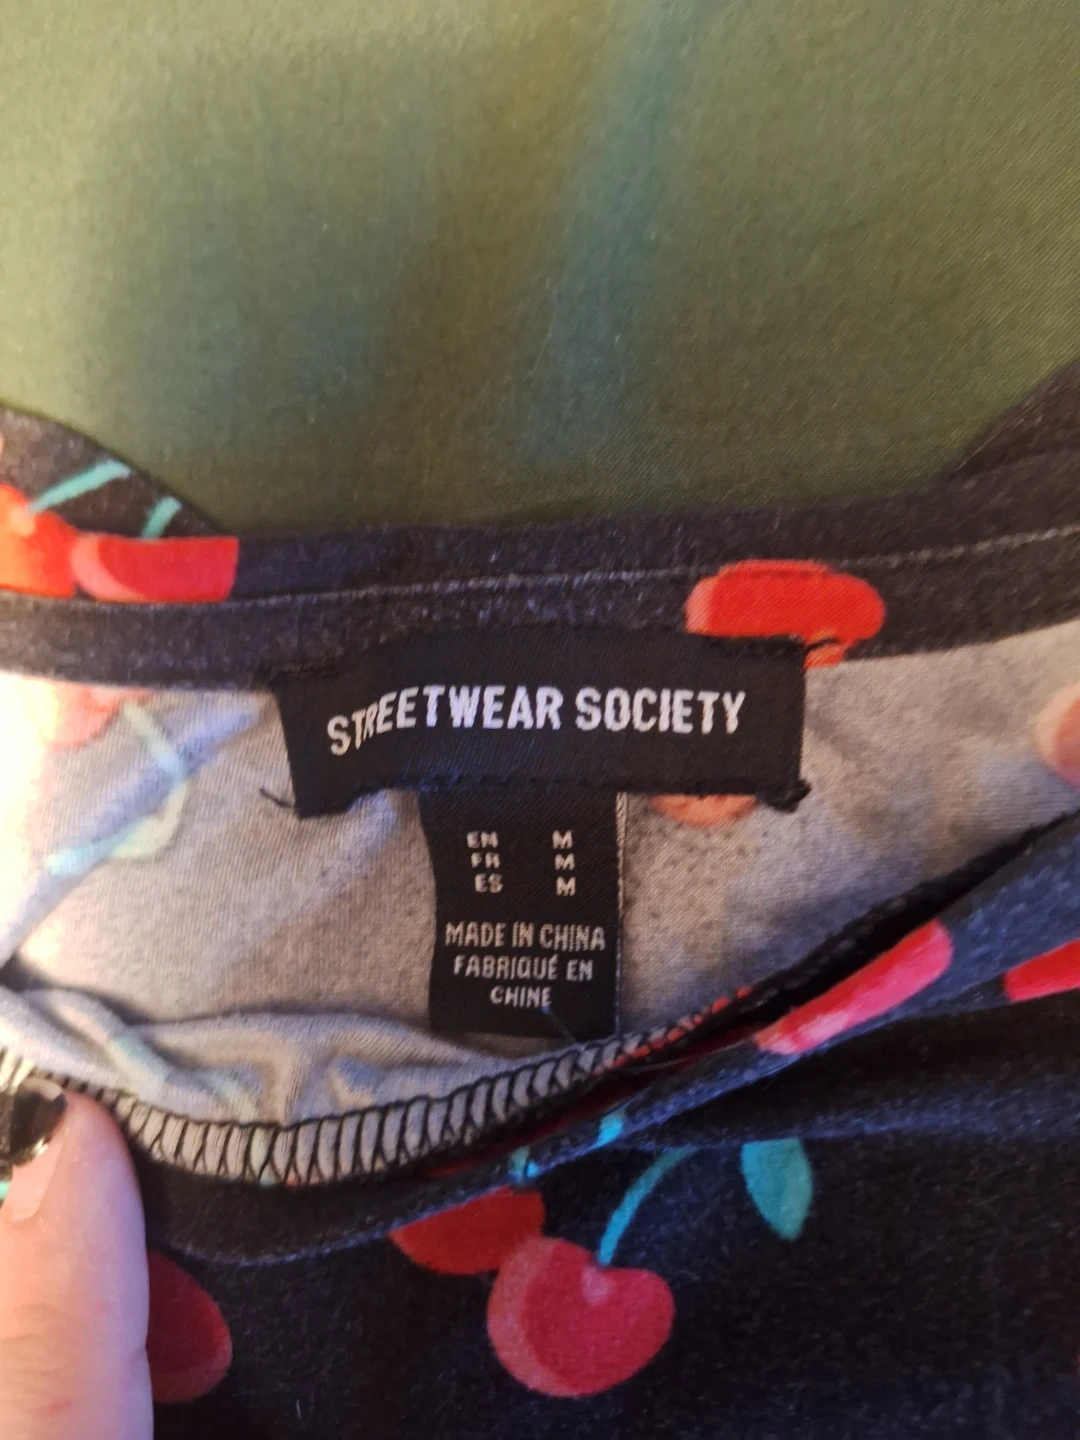 STREETWEAR SOCIETY
EN M
FR M
ES M
MADE IN CHINA
FABRIQUÉ EN
CHINE